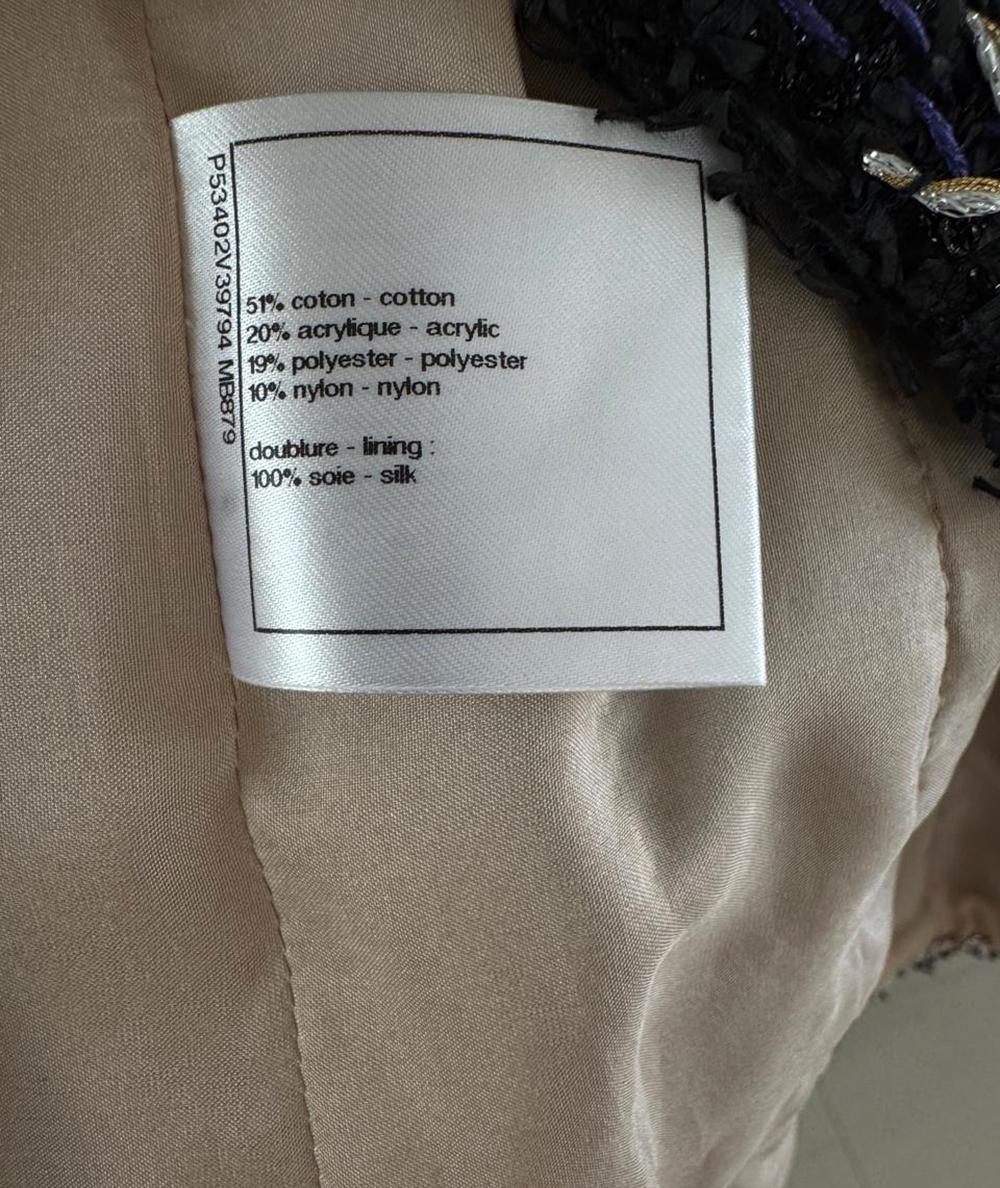 P53402V39794 MB879
51% coton - cotton
20% acrylique - acrylic
19% polyester - polyester
10% nylon - nylon
doublure - lining :
100% soie - silk